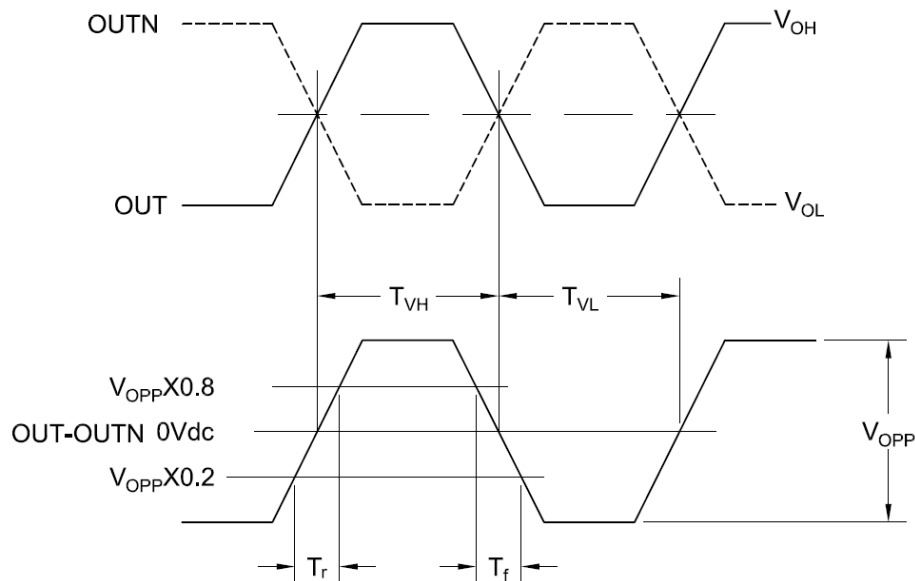 OUTN
V_OH
OUT
V_OL
T_VH
T_VL
V_OPP X0.8
OUT-OUTN 0Vdc
V_OPP
V_OPP X0.2
T_r
T_f